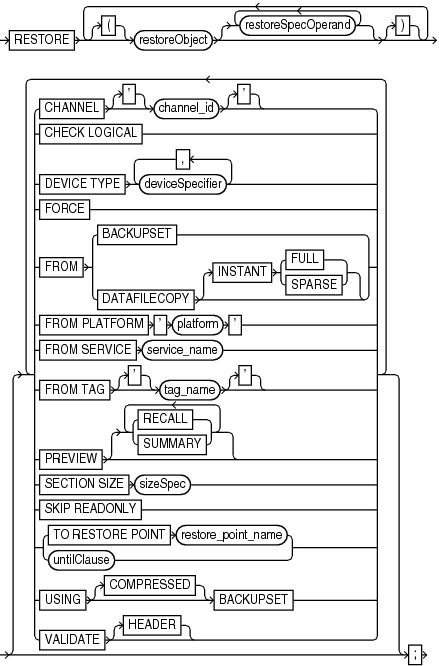 restoreSpecOperand
RESTORE ( restoreObject )
CHANNEL ' channel_id '
CHECK LOGICAL
,
DEVICE TYPE deviceSpecifier
FORCE
BACKUPSET
FROM
INSTANT FULL
SPARSE
DATAFILECOPY
FROM PLATFORM ' platform '
FROM SERVICE service_name
FROM TAG ' tag_name '
RECALL
SUMMARY
PREVIEW
SECTION SIZE sizeSpec
SKIP READONLY
TO RESTORE POINT restore_point_name
untilClause
COMPRESSED
USING BACKUPSET
HEADER
VALIDATE
;